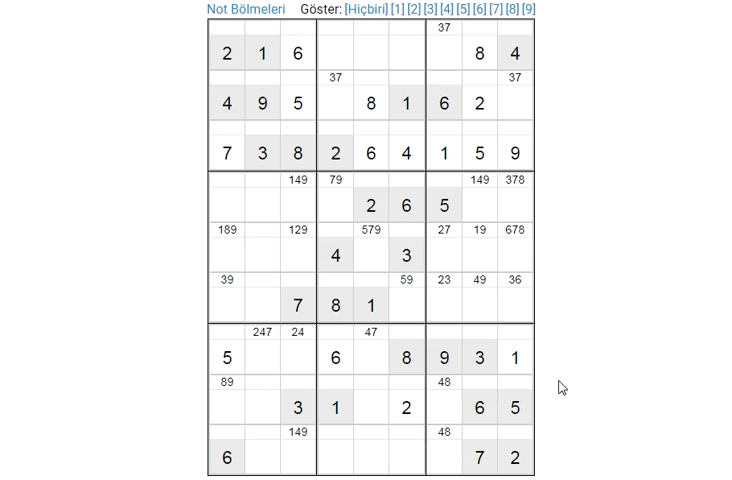 Not Bölmeleri Göster: [Hiçbiri] [1] [2] [3] [4] [5] [6] [7] [8] [9]
37
2 1 6 8 4
37 37
4 9 5 8 1 6 2
7 3 8 2 6 4 1 5 9
149 79 149 378
2 6 5
189 129 579 27 19 678
4 3
39 59 23 49 36
7 8 1
247 24 47
5 6 8 9 3 1
89 48
3 1 2 6 5
149 48
6 7 2